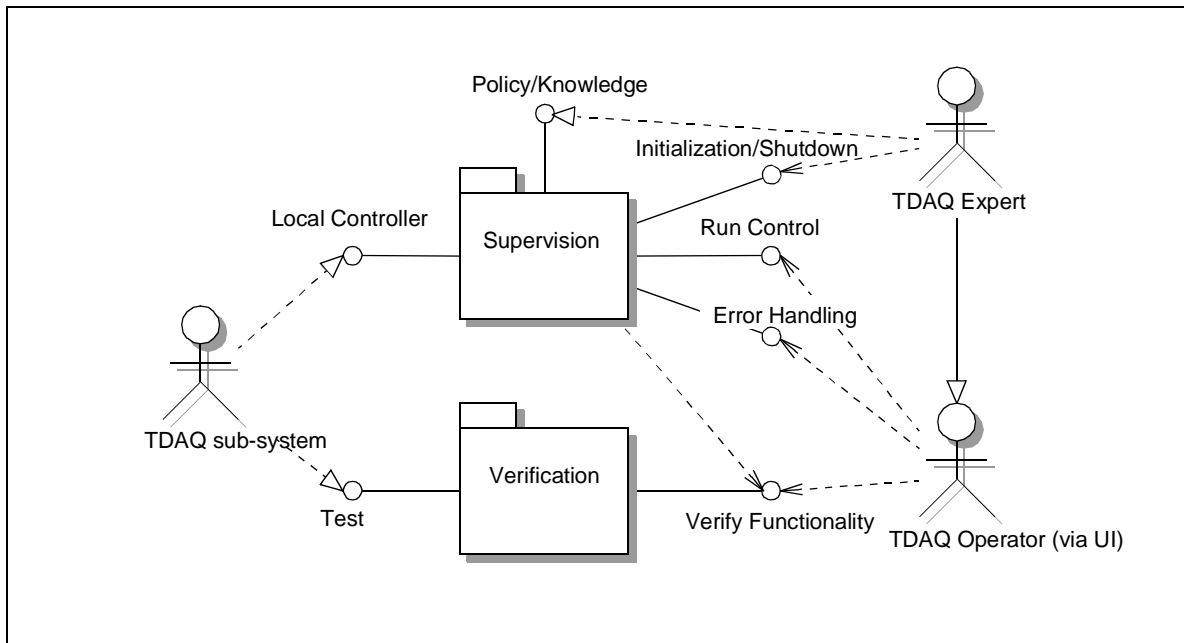 Policy/Knowledge
Initialization/Shutdown
TDAQ Expert
Local Controller
Supervision
Run Control
Error Handling
TDAQ sub-system
Verification
Test
Verify Functionality
TDAQ Operator (via UI)